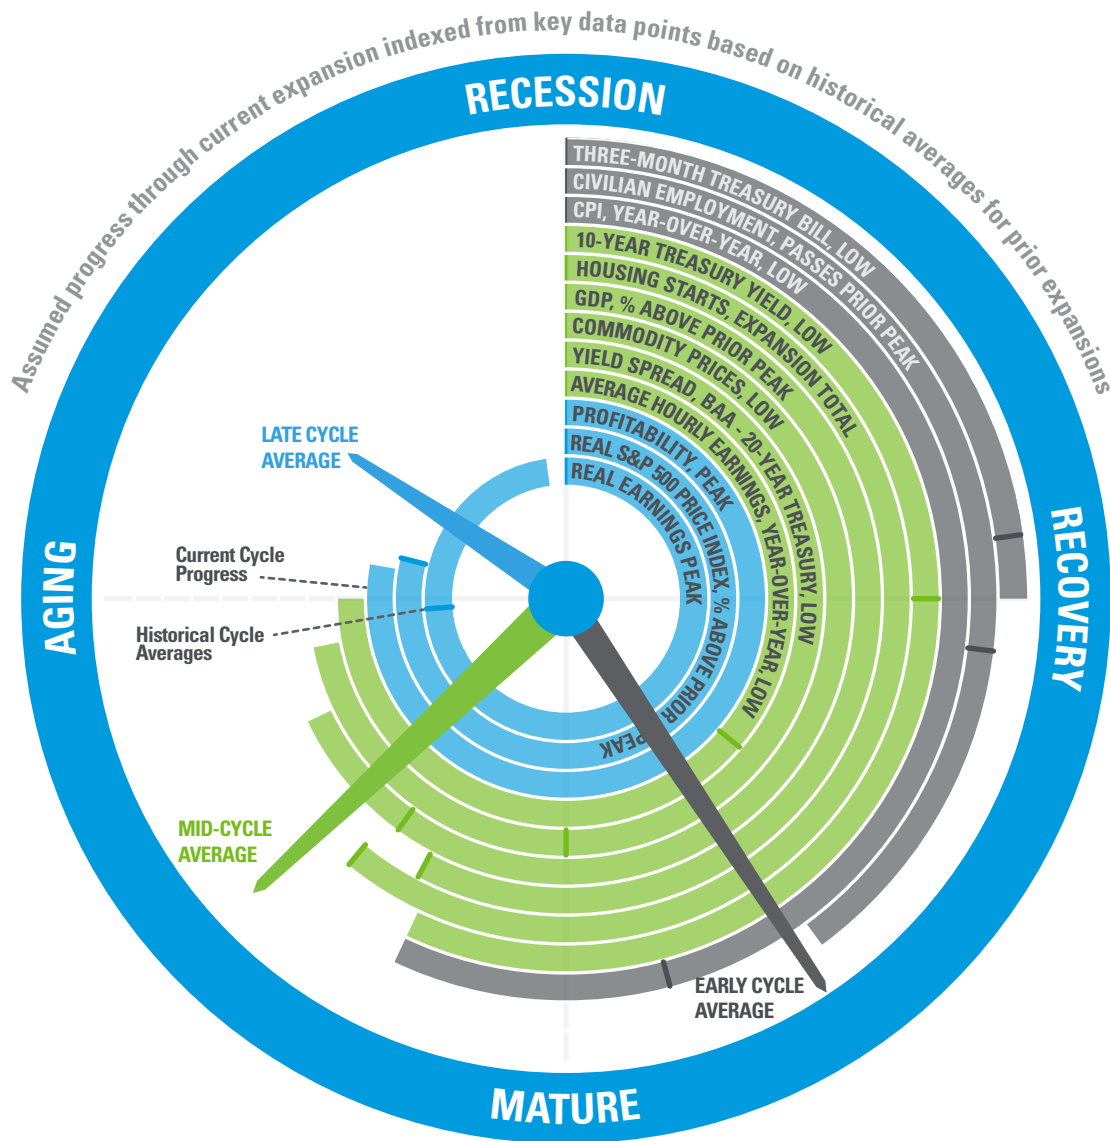 Assumed progress through current expansion indexed from key data points based on historical averages for prior expansions
RECESSION
THREE-MONTH TREASURY BILL, LOW
CIVILIAN EMPLOYMENT, PASSES PRIOR PEAK
CPI, YEAR-OVER-YEAR, LOW
10-YEAR TREASURY YIELD, LOW
HOUSING STARTS, EXPANSION TOTAL
GDP, % ABOVE PRIOR PEAK
COMMODITY PRICES, LOW
YIELD SPREAD, BAA - 20-YEAR TREASURY, LOW
AVERAGE HOURLY EARNINGS, YEAR-OVER-YEAR, LOW
PROFITABILITY, PEAK
REAL S&P 500 PRICE INDEX, % ABOVE PRIOR PEAK
REAL EARNINGS PEAK
LATE CYCLE
AVERAGE
RECOVERY
AGING
Current Cycle
Progress
Historical Cycle
Averages
MID-CYCLE
AVERAGE
EARLY CYCLE
AVERAGE
MATURE